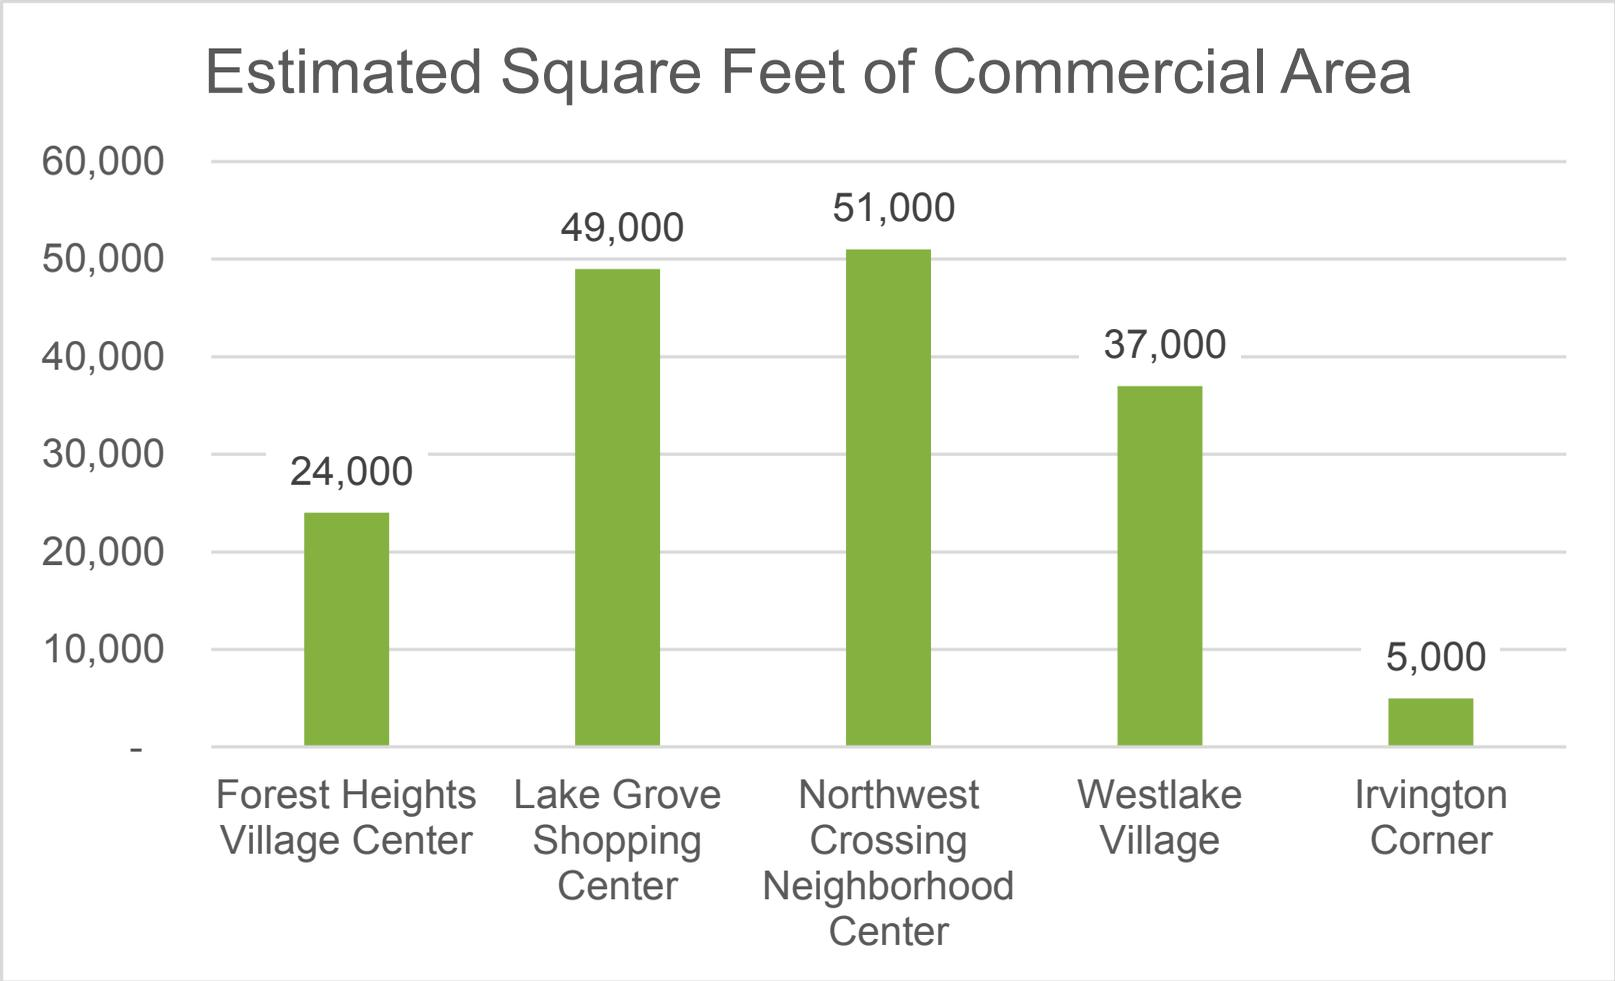 Estimated Square Feet of Commercial Area
60,000
50,000
40,000
30,000
20,000
10,000
-
24,000
49,000
51,000
37,000
5,000
Forest Heights
Village Center
Lake Grove
Shopping
Center
Northwest
Crossing
Neighborhood
Center
Westlake
Village
Irvington
Corner